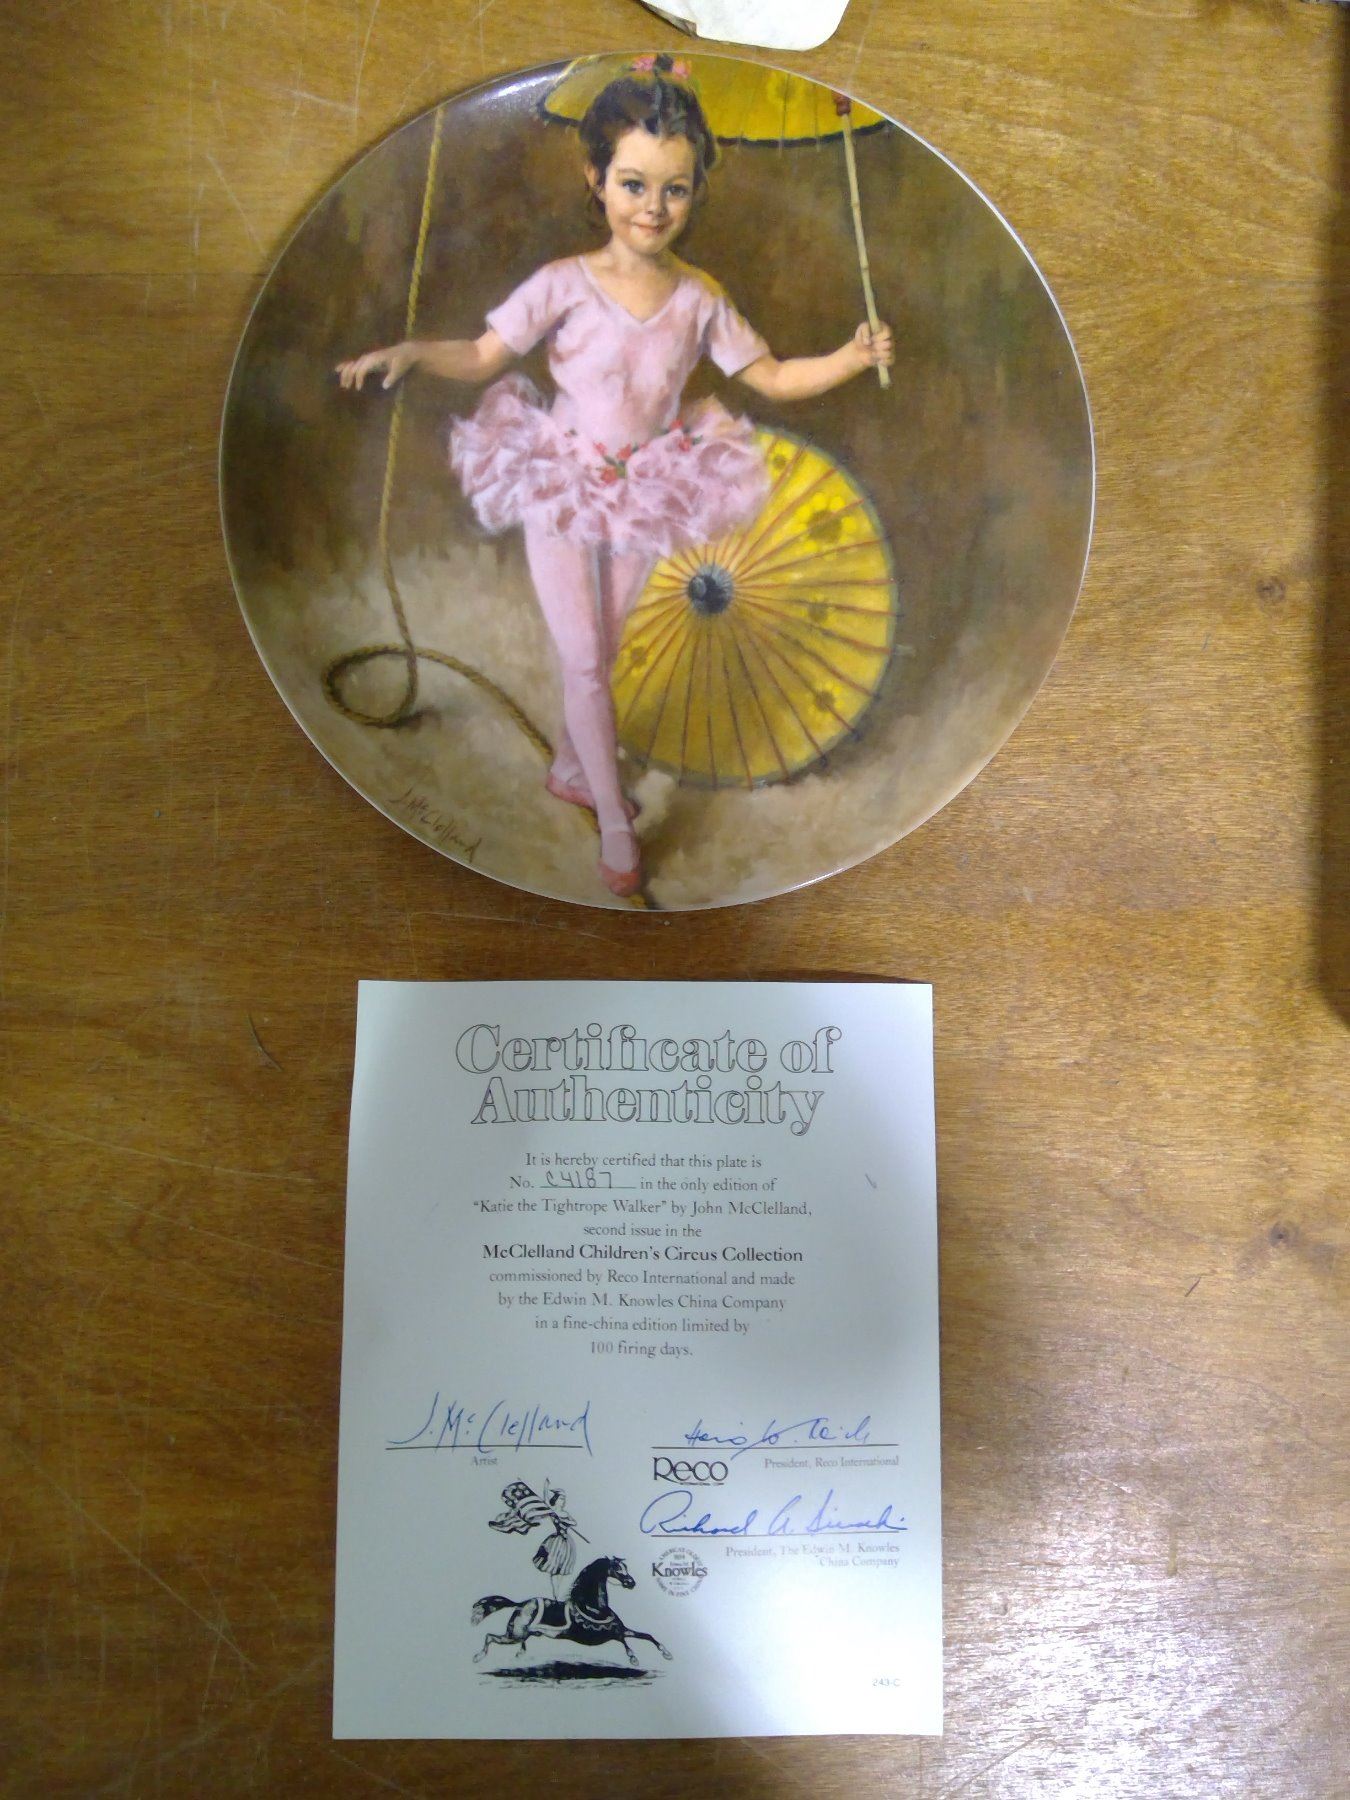 J. McClelland
Certificate of
Authenticity
It is hereby certified that this plate is
No. C4187 in the only edition of
"Katie the Tightrope Walker" by John McClelland,
second issue in the
McClelland Children's Circus Collection
commissioned by Reco International and made
by the Edwin M. Knowles China Company
in a fine-china edition limited by
100 firing days.
J. McClelland
Artist
Reco
President, Reco International
Richard A.
President, The Edwin M. Knowles
China Company
Knowles
243-C